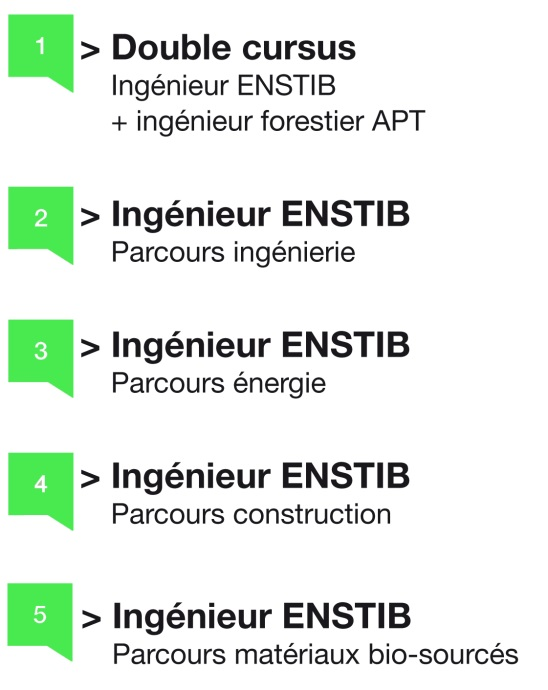 1 > Double cursus
Ingénieur ENSTIB
+ ingénieur forestier APT
2 > Ingénieur ENSTIB
Parcours ingénierie
3 > Ingénieur ENSTIB
Parcours énergie
4 > Ingénieur ENSTIB
Parcours construction
5 > Ingénieur ENSTIB
Parcours matériaux bio-sourcés